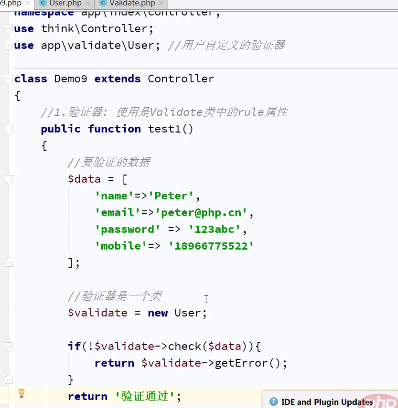 o9.php × User.php × Validate.php ×
namespace app\index\controller;
use think\Controller;
use app\validate\User; //用户自定义的验证器
class Demo9 extends Controller
{
//1.验证器: 使用是Validate类中的rule属性
public function test1()
{
//要验证的数据
$data = [
'name'=>'Peter',
'email'=>'peter@php.cn',
'password' => '123abc',
'mobile'=> '18966775522'
];
//验证器是一个类
$validate = new User;
if(!$validate->check($data)){
return $validate->getError();
}
return '验证通过';
IDE and Plugin Updates
php